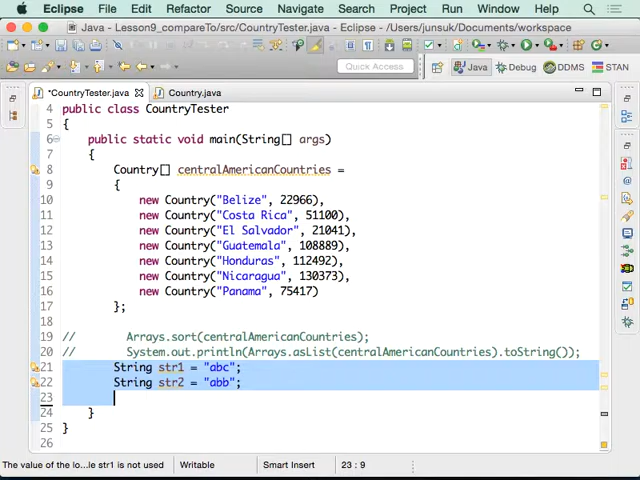 Eclipse File Edit Refactor Source Navigate Search Project Run Window Help
Java - Lesson9_compareTo/src/CountryTester.java - Eclipse - /Users/junsuk/Documents/workspace
Quick Access Java Debug DDMS STAN
*CountryTester.java Country.java
4 public class CountryTester
5 {
6 public static void main(String[] args)
7 {
8 Country[] centralAmericanCountries =
9 {
10 new Country("Belize", 22966),
11 new Country("Costa Rica", 51100),
12 new Country("El Salvador", 21041),
13 new Country("Guatemala", 108889),
14 new Country("Honduras", 112492),
15 new Country("Nicaragua", 130373),
16 new Country("Panama", 75417)
17 };
18
19 // Arrays.sort(centralAmericanCountries);
20 // System.out.println(Arrays.asList(centralAmericanCountries).toString());
21 String str1 = "abc";
22 String str2 = "abb";
23
24 }
25 }
26
The value of the lo...le str1 is not used Writable Smart Insert 23 : 9